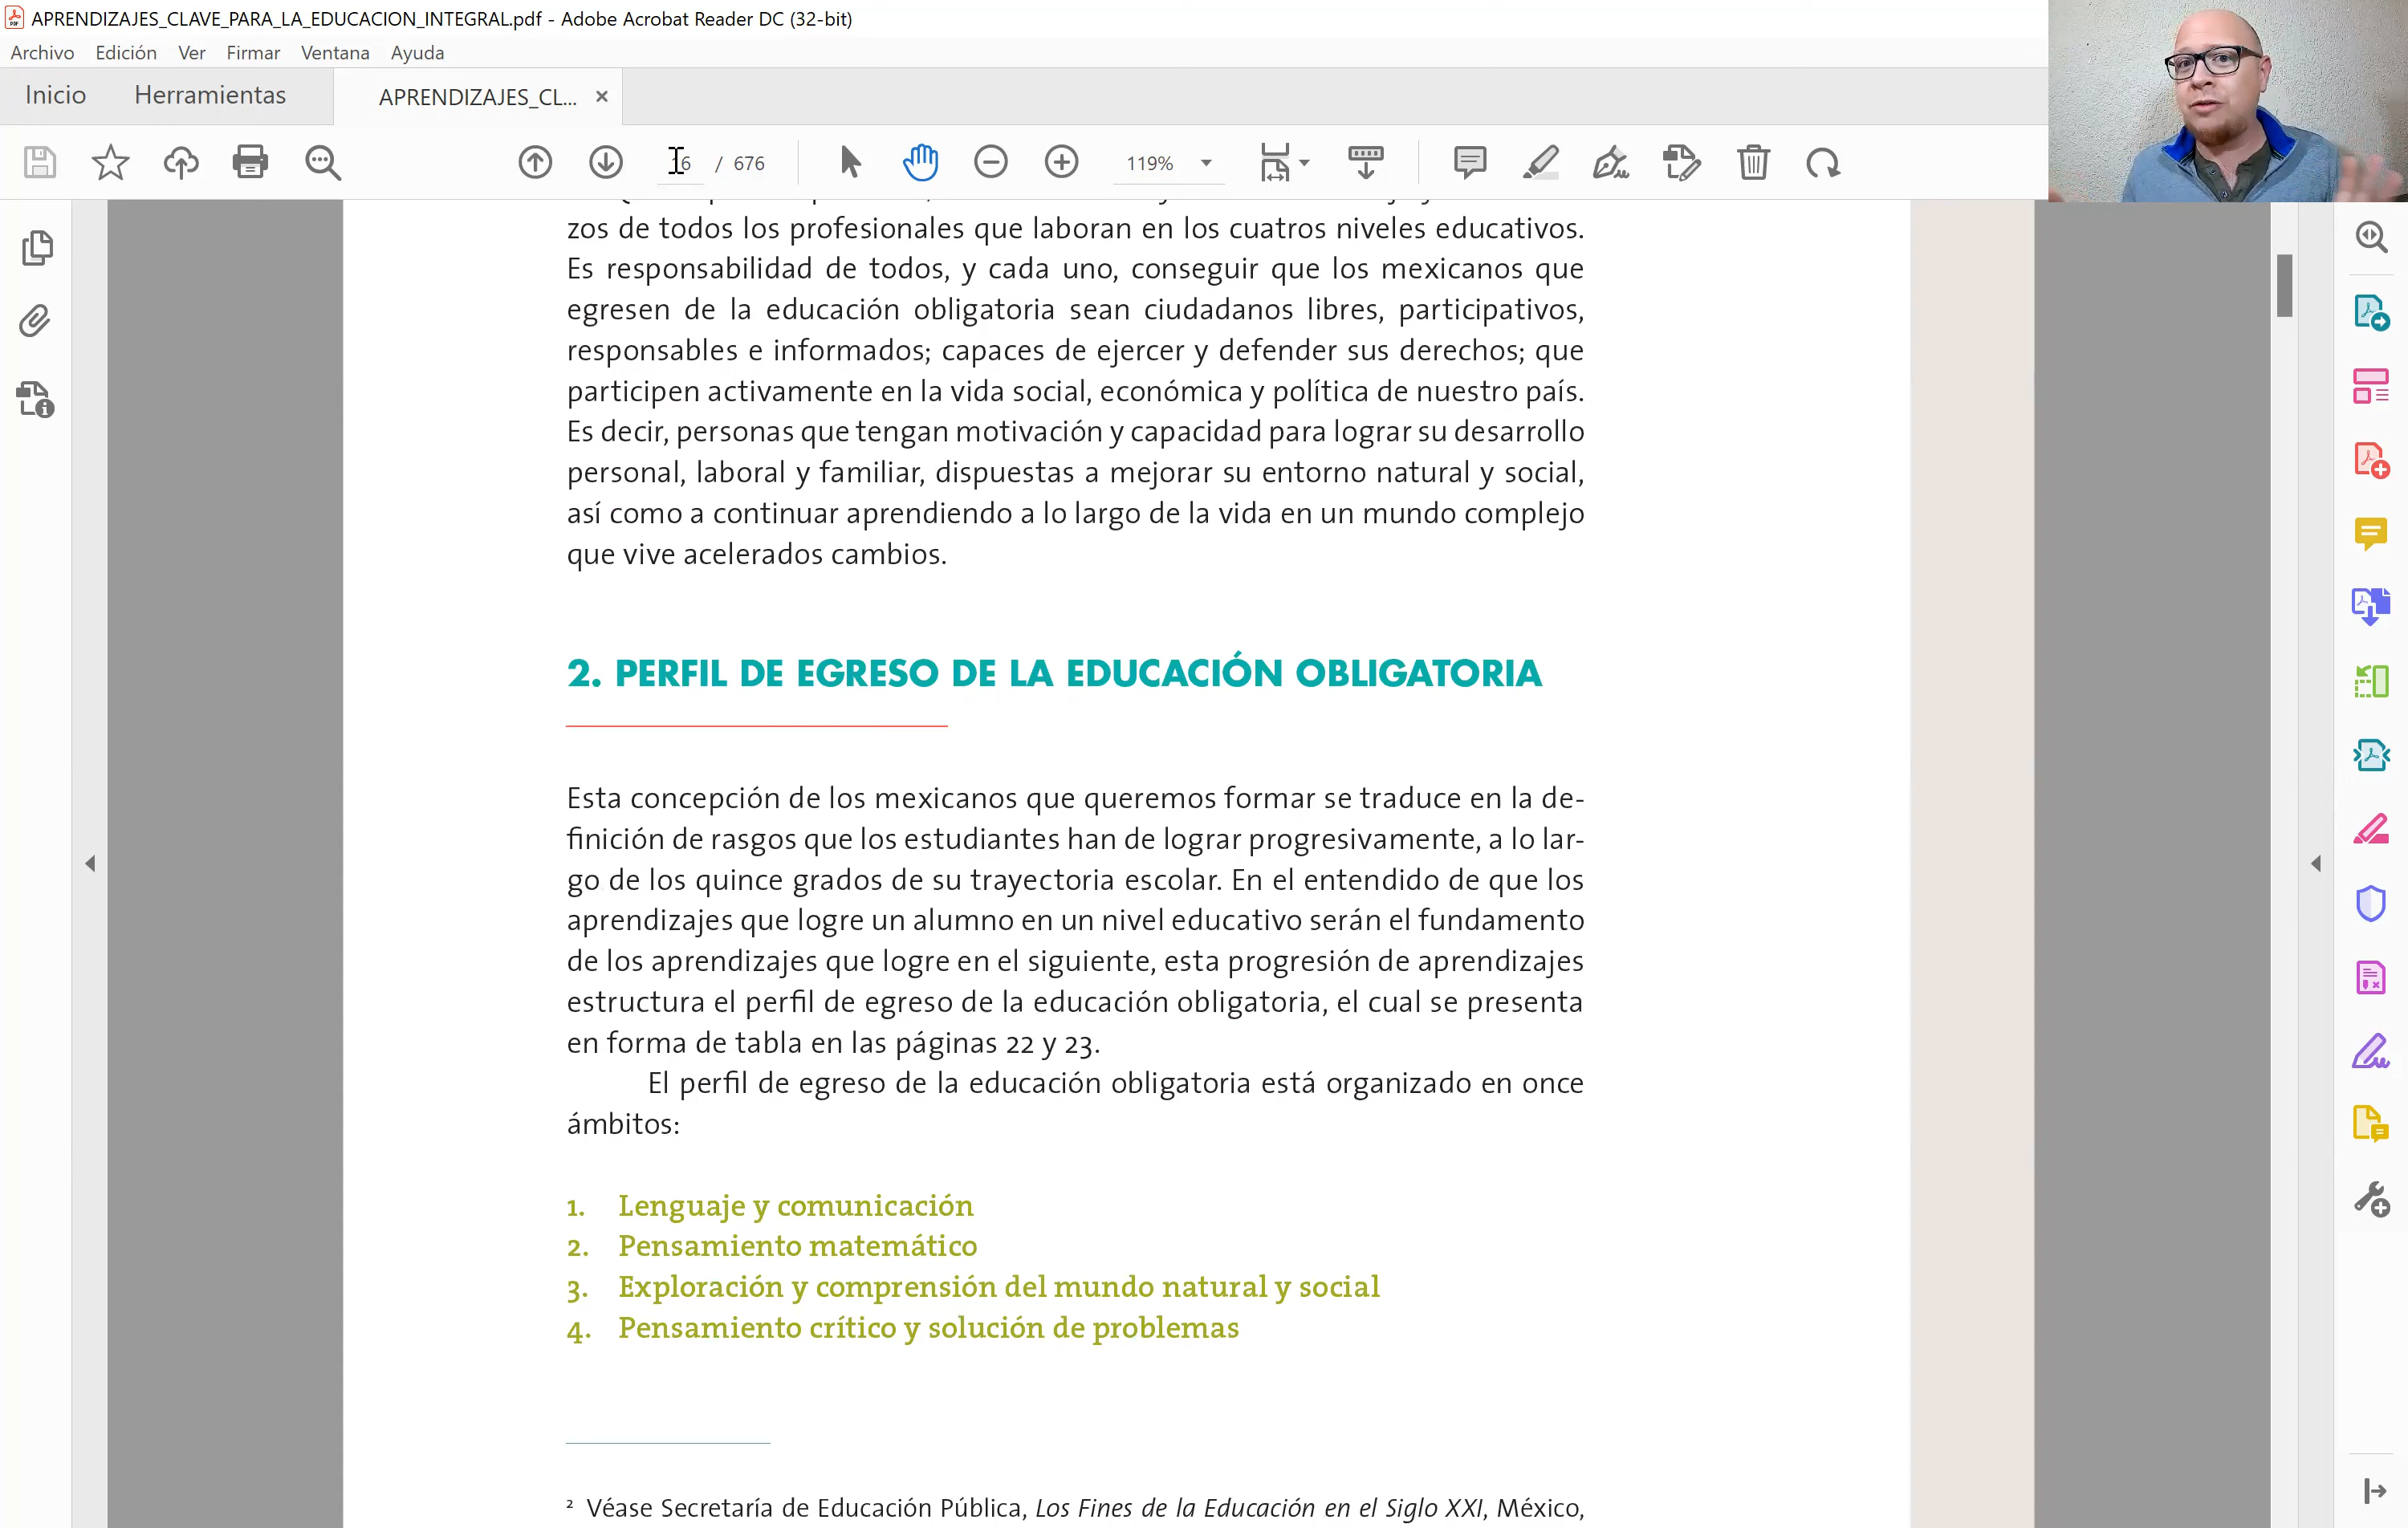 APRENDIZAJES_CLAVE_PARA_LA_EDUCACION_INTEGRAL.pdf - Adobe Acrobat Reader DC (32-bit)
Archivo Edición Ver Firmar Ventana Ayuda
Inicio Herramientas APRENDIZAJES_CL... ×
/ 676 119%
zos de todos los profesionales que laboran en los cuatros niveles educativos.
Es responsabilidad de todos, y cada uno, conseguir que los mexicanos que
egresen de la educación obligatoria sean ciudadanos libres, participativos,
responsables e informados; capaces de ejercer y defender sus derechos; que
participen activamente en la vida social, económica y política de nuestro país.
Es decir, personas que tengan motivación y capacidad para lograr su desarrollo
personal, laboral y familiar, dispuestas a mejorar su entorno natural y social,
así como a continuar aprendiendo a lo largo de la vida en un mundo complejo
que vive acelerados cambios.
2. PERFIL DE EGRESO DE LA EDUCACIÓN OBLIGATORIA
Esta concepción de los mexicanos que queremos formar se traduce en la de-
finición de rasgos que los estudiantes han de lograr progresivamente, a lo lar-
go de los quince grados de su trayectoria escolar. En el entendido de que los
aprendizajes que logre un alumno en un nivel educativo serán el fundamento
de los aprendizajes que logre en el siguiente, esta progresión de aprendizajes
estructura el perfil de egreso de la educación obligatoria, el cual se presenta
en forma de tabla en las páginas 22 y 23.
El perfil de egreso de la educación obligatoria está organizado en once
ámbitos:
1. Lenguaje y comunicación
2. Pensamiento matemático
3. Exploración y comprensión del mundo natural y social
4. Pensamiento crítico y solución de problemas
² Véase Secretaría de Educación Pública, Los Fines de la Educación en el Siglo XXI, México,